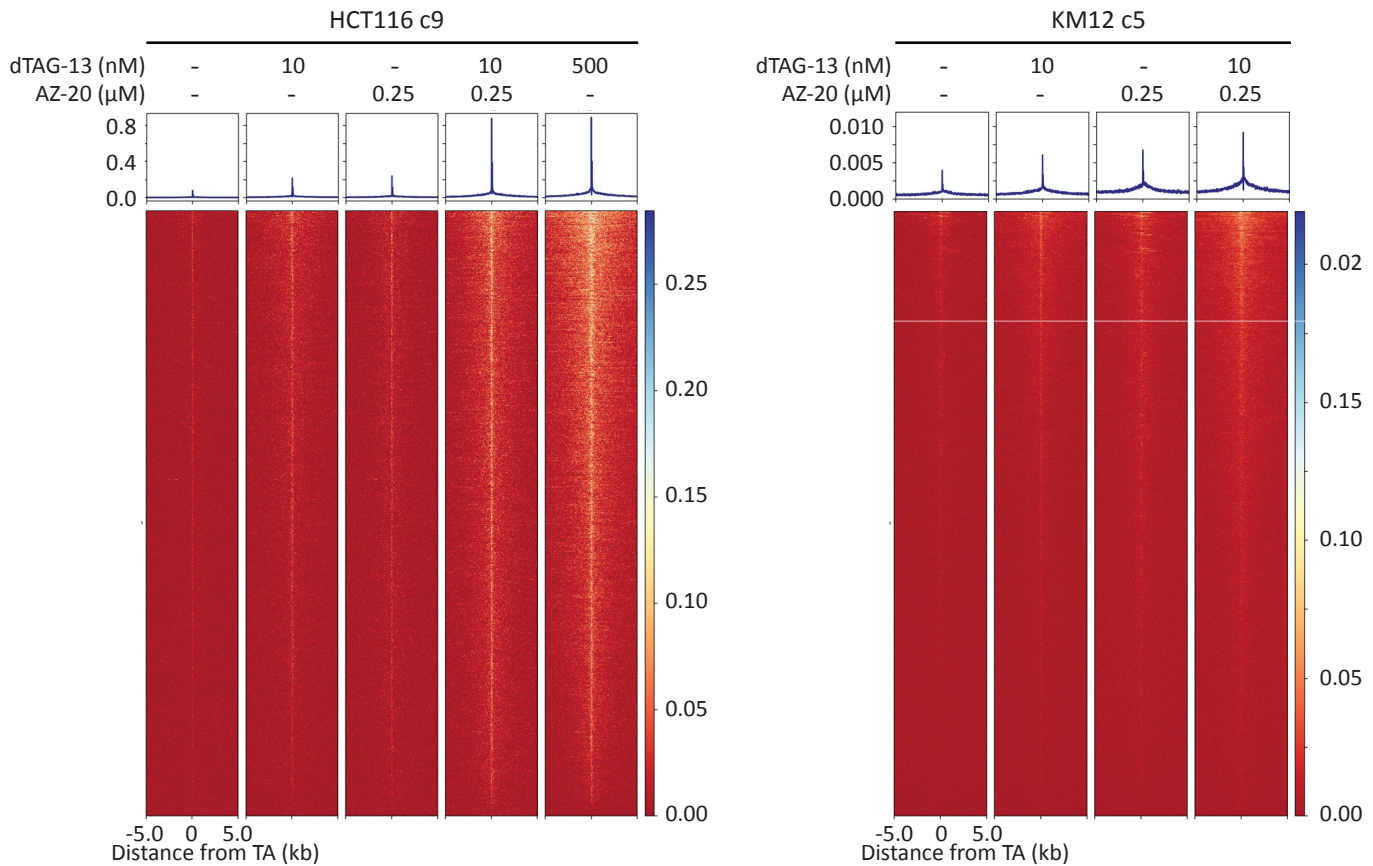 HCT116 c9
dTAG-13 (nM) - 10 - 10 500
AZ-20 (μM) - - 0.25 0.25 -
0.8
0.4
0.0
0.25
0.20
0.15
0.10
0.05
0.00
-5.0 0 5.0
Distance from TA (kb)
KM12 c5
dTAG-13 (nM) - 10 - 10
AZ-20 (μM) - - 0.25 0.25
0.010
0.005
0.000
0.02
0.15
0.10
0.05
0.00
-5.0 0 5.0
Distance from TA (kb)